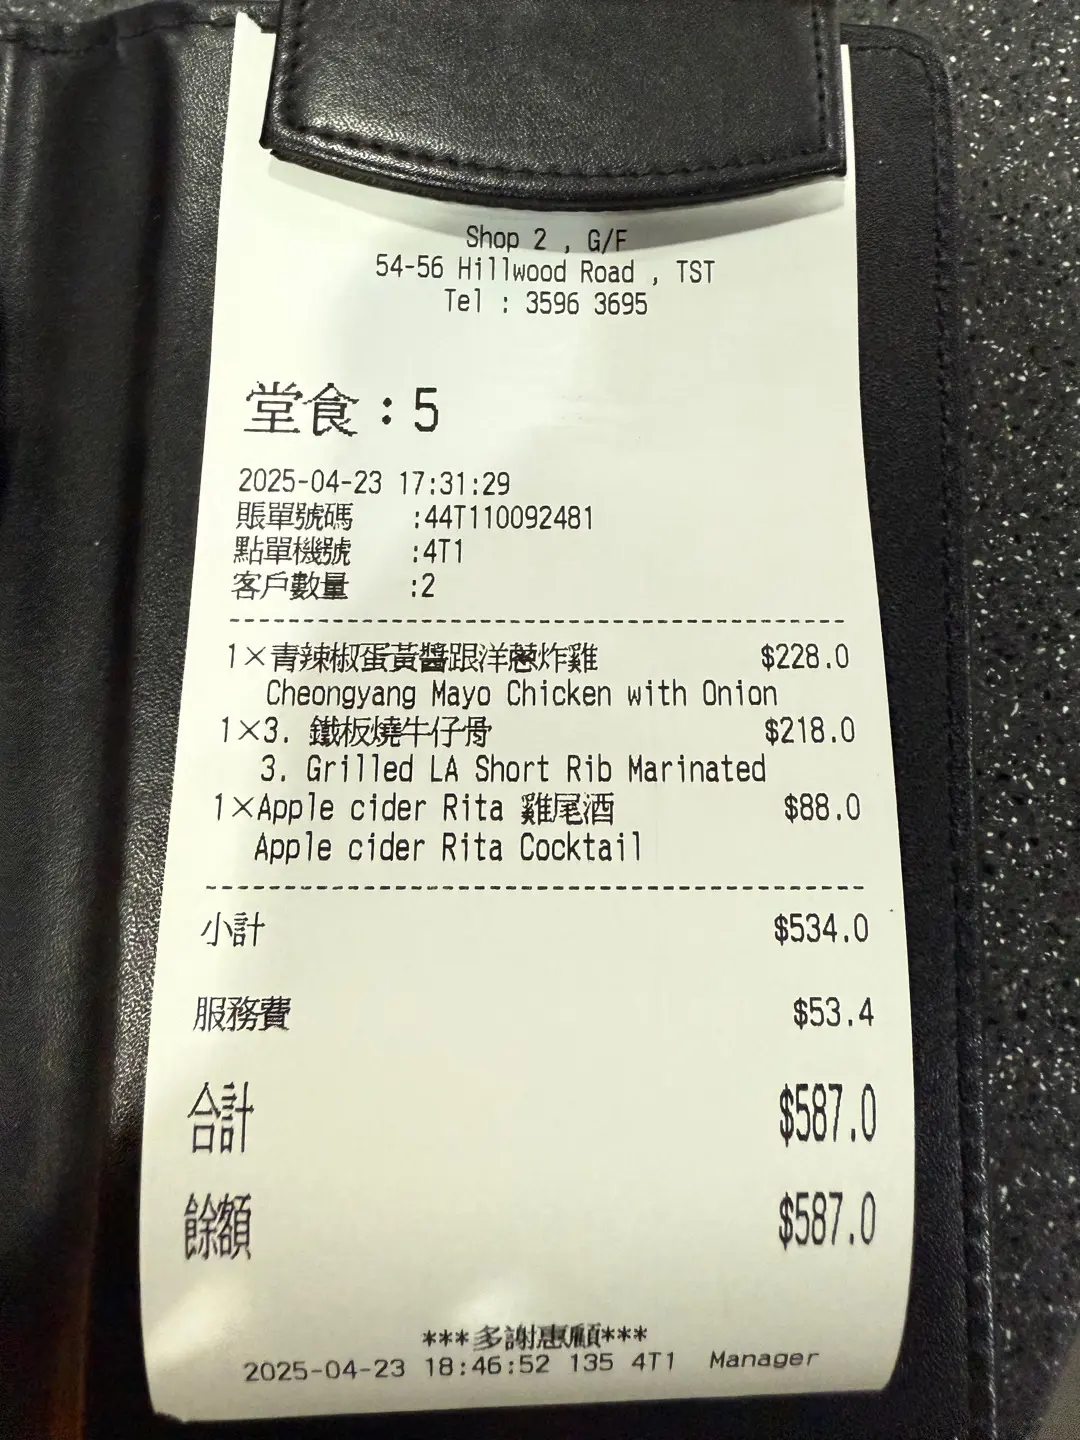 Shop 2 , G/F
54-56 Hillwood Road , TST
Tel : 3596 3695
堂食：5
2025-04-23 17:31:29
賬單號碼 :44T110092481
點單機號 :4T1
客戶數量 :2
1×青辣椒蛋黃醬跟洋蔥炸雞 $228.0
Cheongyang Mayo Chicken with Onion
1×3. 鐵板燒牛仔骨 $218.0
3. Grilled LA Short Rib Marinated
1×Apple cider Rita 雞尾酒 $88.0
Apple cider Rita Cocktail
小計 $534.0
服務費 $53.4
合計 $587.0
餘額 $587.0
***多謝惠顧***
2025-04-23 18:46:52 135 4T1 Manager